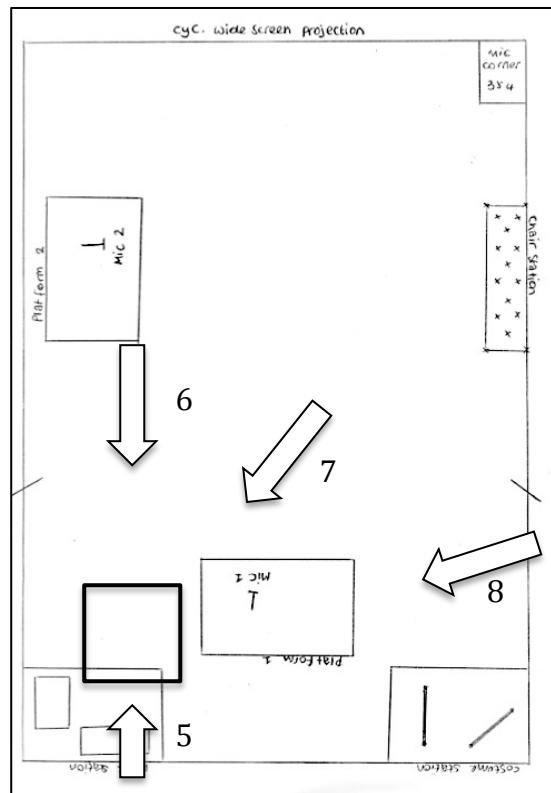 cyc. wide screen projection
Mic
corner
3&4
Platform 2
Mic 2
chair station
6
7
Mic 1
8
Platform 1
5
station
costume station